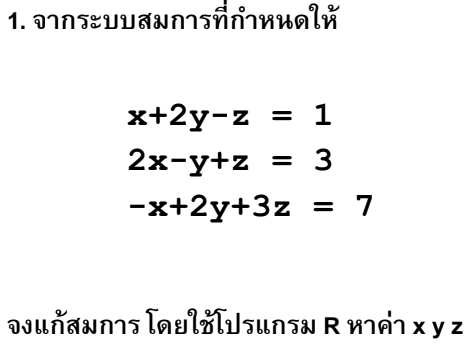 1. จากระบบสมการที่กำหนดให้
x+2y-z = 1
2x-y+z = 3
-x+2y+3z = 7
จงแก้สมการ โดยใช้โปรแกรม R หาค่า x y z